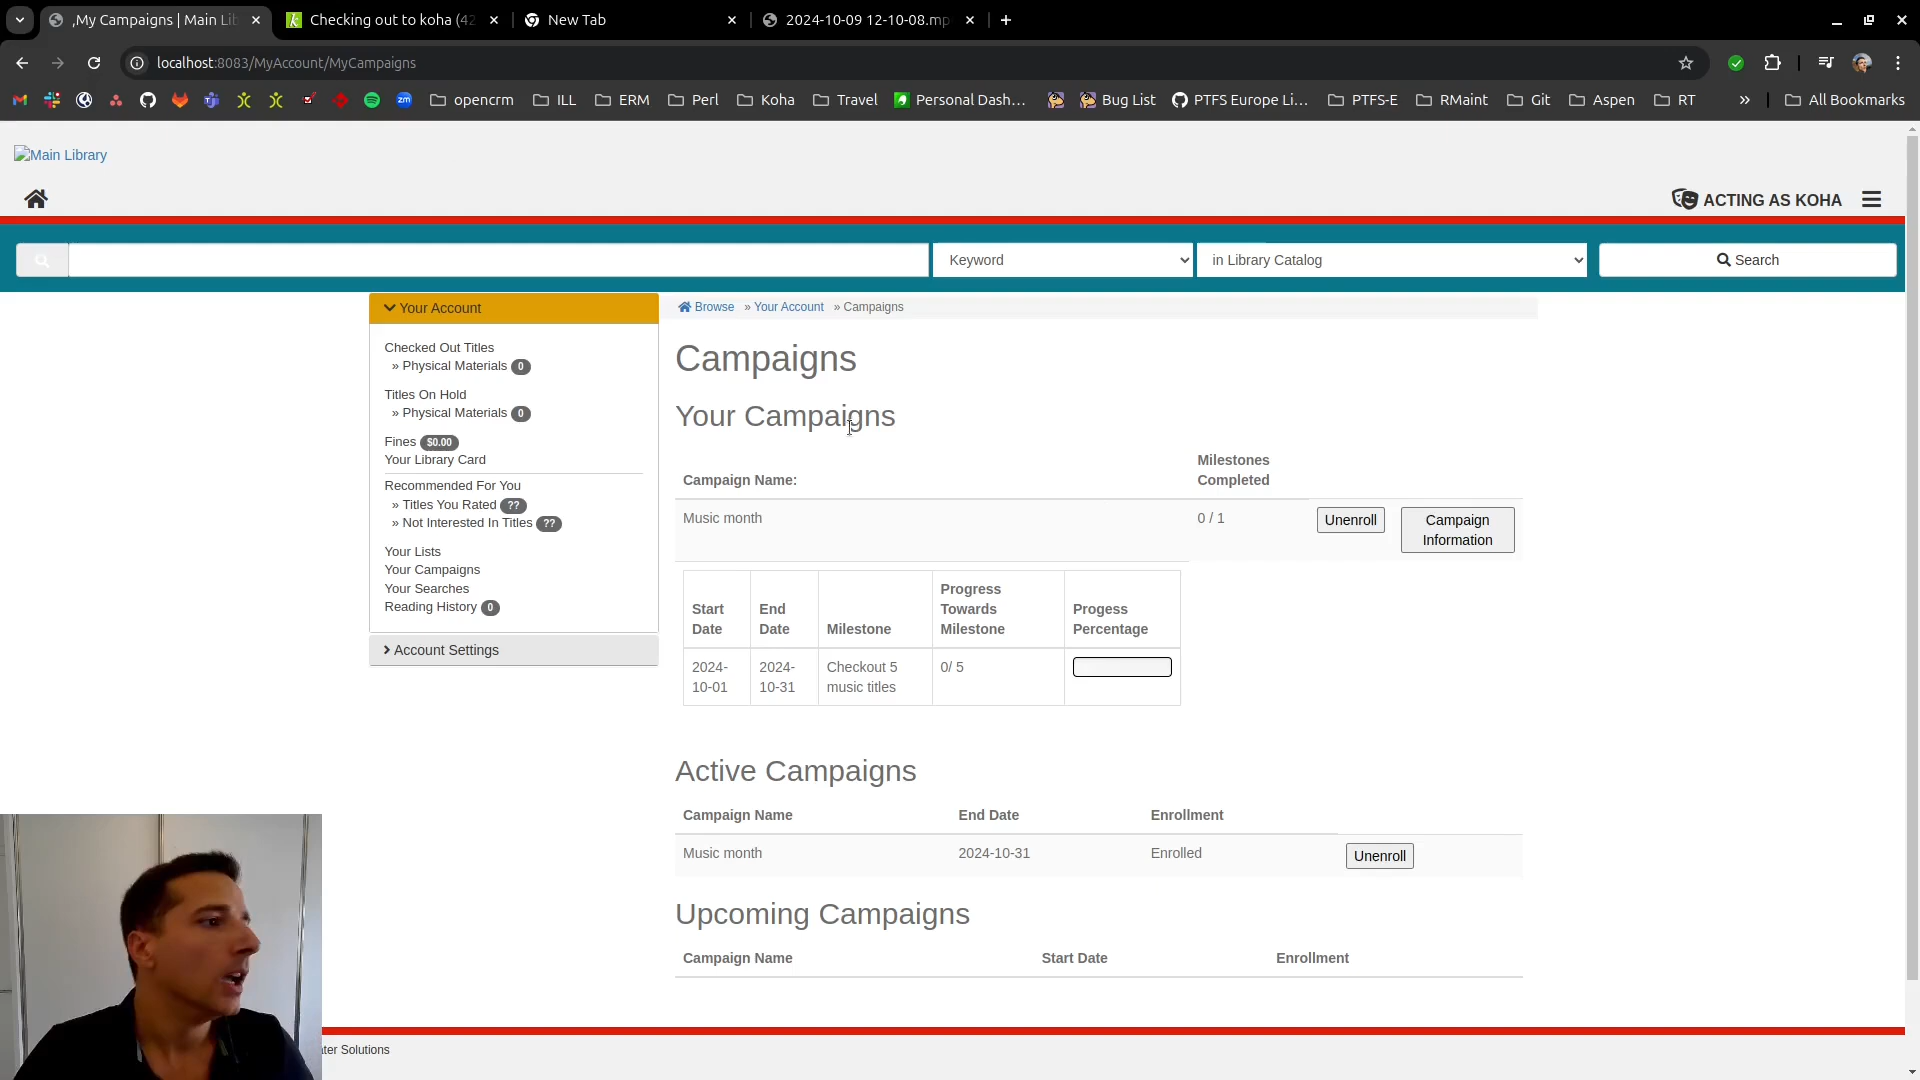 ,My Campaigns | Main Lib
Checking out to koha (42
New Tab
2024-10-09 12-10-08.mp
localhost:8083/MyAccount/MyCampaigns
opencrm
ILL
ERM
Perl
Koha
Travel
Personal Dash…
Bug List
PTFS Europe Li…
PTFS-E
RMaint
Git
Aspen
RT
»
All Bookmarks
Main Library
ACTING AS KOHA
Keyword
in Library Catalog
Search
Your Account
Checked Out Titles
» Physical Materials 0
Titles On Hold
» Physical Materials 0
Fines $0.00
Your Library Card
Recommended For You
» Titles You Rated ??
» Not Interested In Titles ??
Your Lists
Your Campaigns
Your Searches
Reading History 0
Account Settings
Browse » Your Account » Campaigns
Campaigns
Your Campaigns
Campaign Name:
Milestones
Completed
Music month
0 / 1
Unenroll
Campaign
Information
Start
Date
End
Date
Milestone
Progress
Towards
Milestone
Progess
Percentage
2024-
10-01
2024-
10-31
Checkout 5
music titles
0/ 5
Active Campaigns
Campaign Name
End Date
Enrollment
Music month
2024-10-31
Enrolled
Unenroll
Upcoming Campaigns
Campaign Name
Start Date
Enrollment
ter Solutions